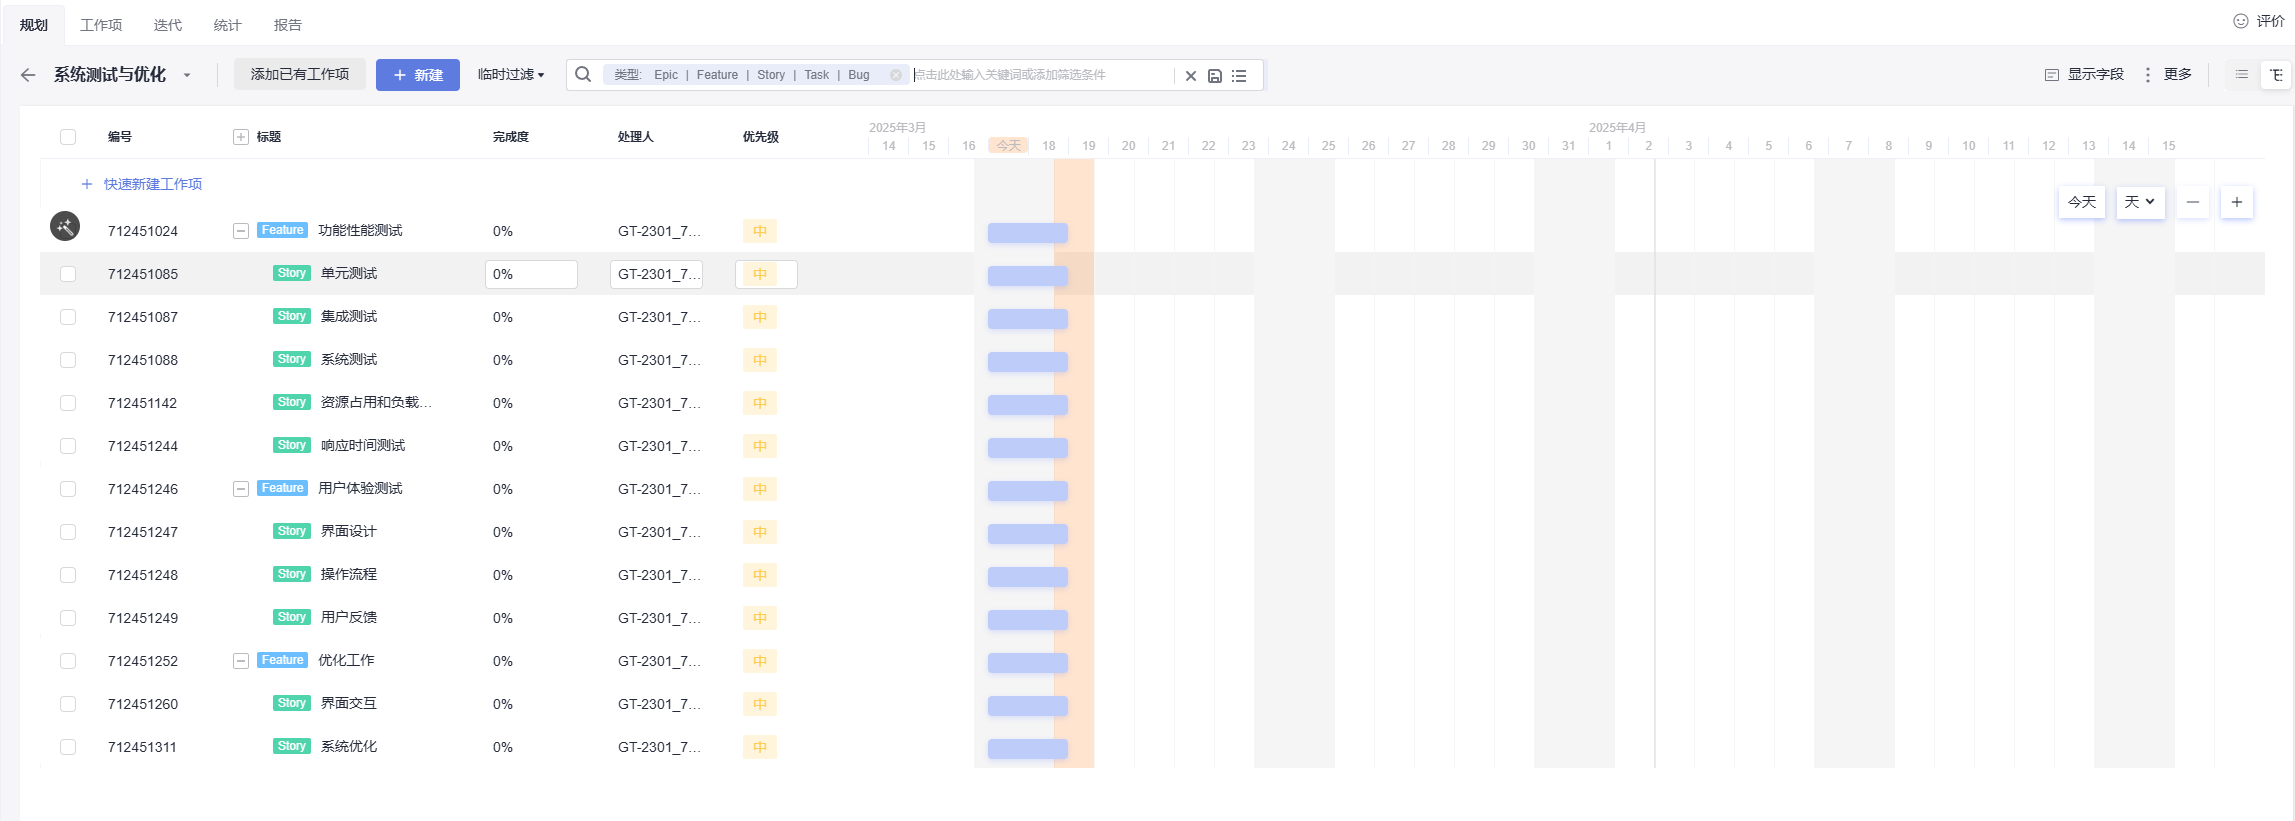 规划 工作项 迭代 统计 报告 评价
系统测试与优化 添加已有工作项 新建 临时过滤 类型: Epic | Feature | Story | Task | Bug 点击此处输入关键词或添加筛选条件 显示字段 更多
2025年3月 2025年4月
编号 标题 完成度 处理人 优先级 14 15 16 今天 18 19 20 21 22 23 24 25 26 27 28 29 30 31 1 2 3 4 5 6 7 8 9 10 11 12 13 14 15
快速新建工作项
今天 天
712451024 Feature 功能性能测试 0% GT-2301_7... 中
712451085 Story 单元测试 0% GT-2301_7... 中
712451087 Story 集成测试 0% GT-2301_7... 中
712451088 Story 系统测试 0% GT-2301_7... 中
712451142 Story 资源占用和负载... 0% GT-2301_7... 中
712451244 Story 响应时间测试 0% GT-2301_7... 中
712451246 Feature 用户体验测试 0% GT-2301_7... 中
712451247 Story 界面设计 0% GT-2301_7... 中
712451248 Story 操作流程 0% GT-2301_7... 中
712451249 Story 用户反馈 0% GT-2301_7... 中
712451252 Feature 优化工作 0% GT-2301_7... 中
712451260 Story 界面交互 0% GT-2301_7... 中
712451311 Story 系统优化 0% GT-2301_7... 中